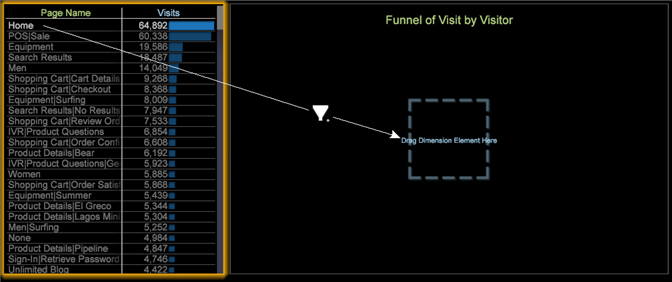 Page Name Visits
Funnel of Visit by Visitor
Home 64,892
POS|Sale 60,338
Equipment 19,586
Search Results 18,487
Men 14,049
Shopping Cart|Cart Details 9,268
Shopping Cart|Checkout 8,368
Equipment|Surfing 8,009
Search Results|No Results 7,947
Shopping Cart|Review Ord 7,533
IVR|Product Questions 6,854
Shopping Cart|Order Confi 6,608
Product Details|Bear 6,192
IVR|Product Questions|Ge 5,923
Women 5,885
Shopping Cart|Order Satis 5,868
Equipment|Summer 5,439
Product Details|El Greco 5,344
Product Details|Lagos Mini 5,304
Men|Surfing 5,252
None 4,984
Product Details|Pipeline 4,847
Sign-In|Retrieve Password 4,746
Unlimited Blog 4,422
Drag Dimension Element Here